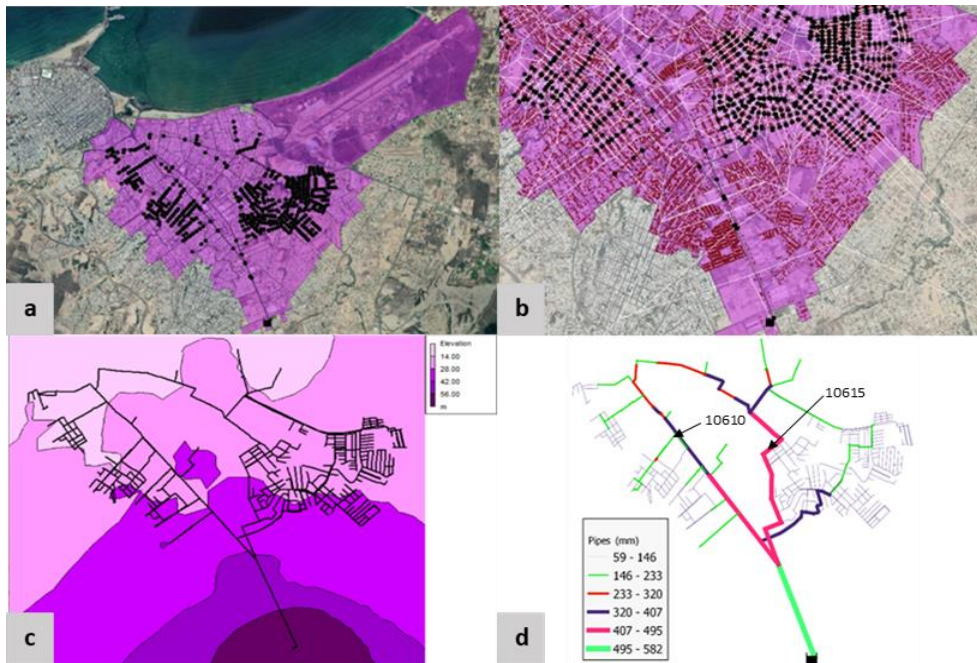 a
b
Elevation
14.00
28.00
42.00
56.00
m
c
10615
10610
Pipes (mm)
59 - 146
146 - 233
233 - 320
320 - 407
407 - 495
495 - 582
d